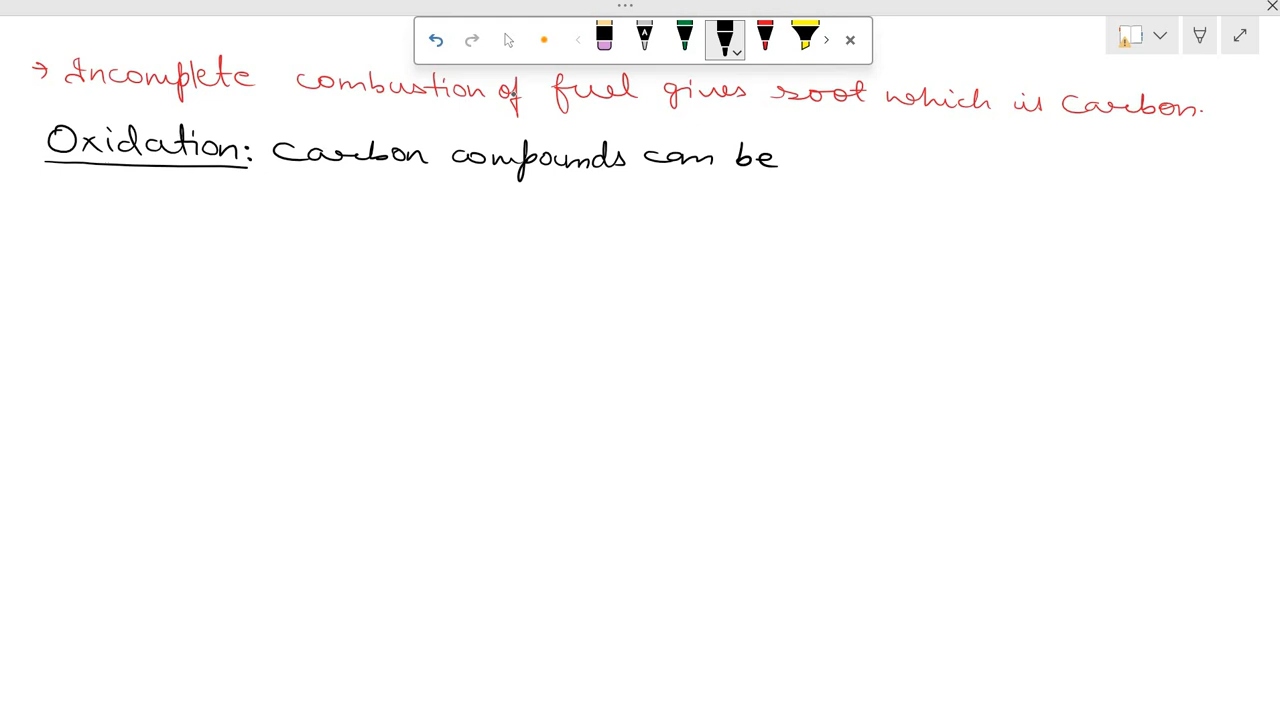 → Incomplete combustion of fuel gives soot which is Carbon.
Oxidation: Carbon compounds can be